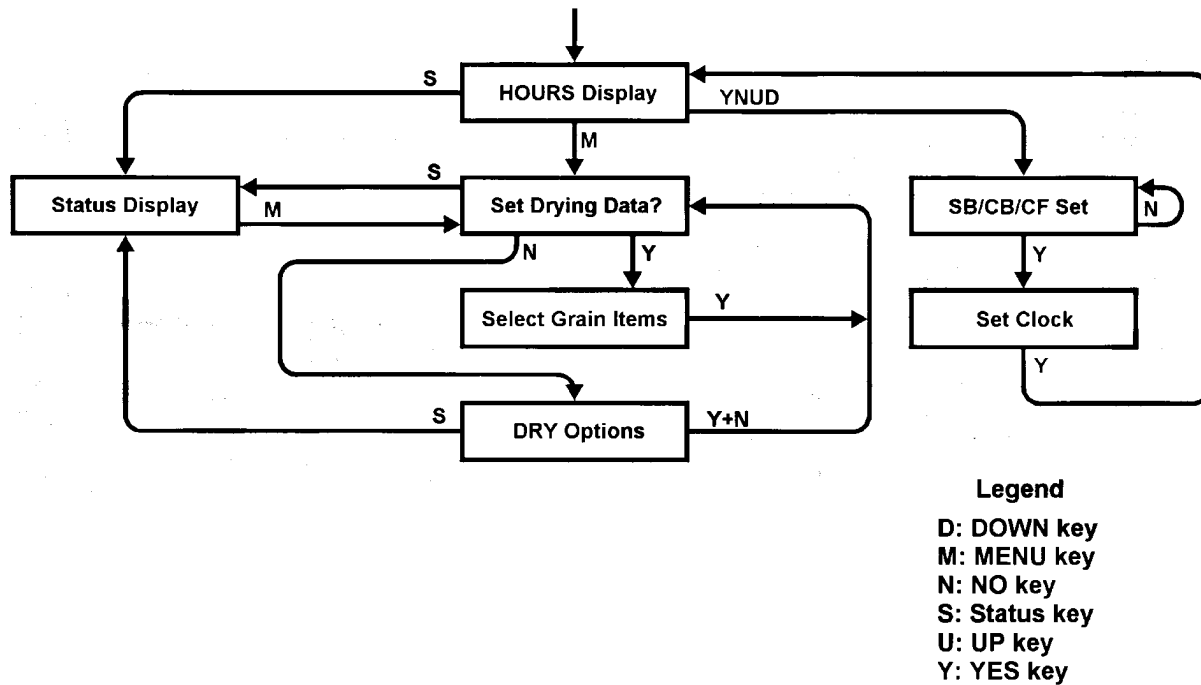 S
HOURS Display
YNUD
M
S
Status Display
M
Set Drying Data?
SB/CB/CF Set
N
N
Y
Y
Select Grain Items
Y
Set Clock
Y
S
DRY Options
Y+N
Legend
D: DOWN key
M: MENU key
N: NO key
S: Status key
U: UP key
Y: YES key